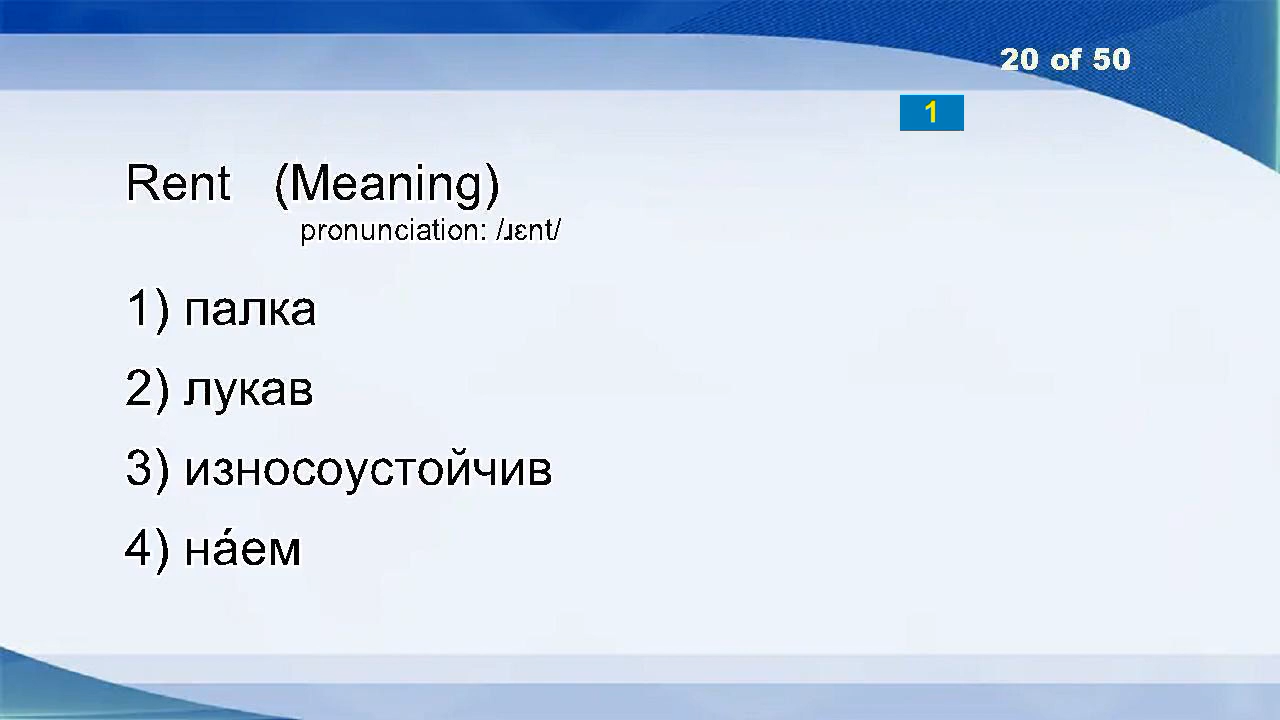 20 of 50
1
Rent (Meaning)
pronunciation: /ɹɛnt/
1) палка
2) лукав
3) износоустойчив
4) на́ем